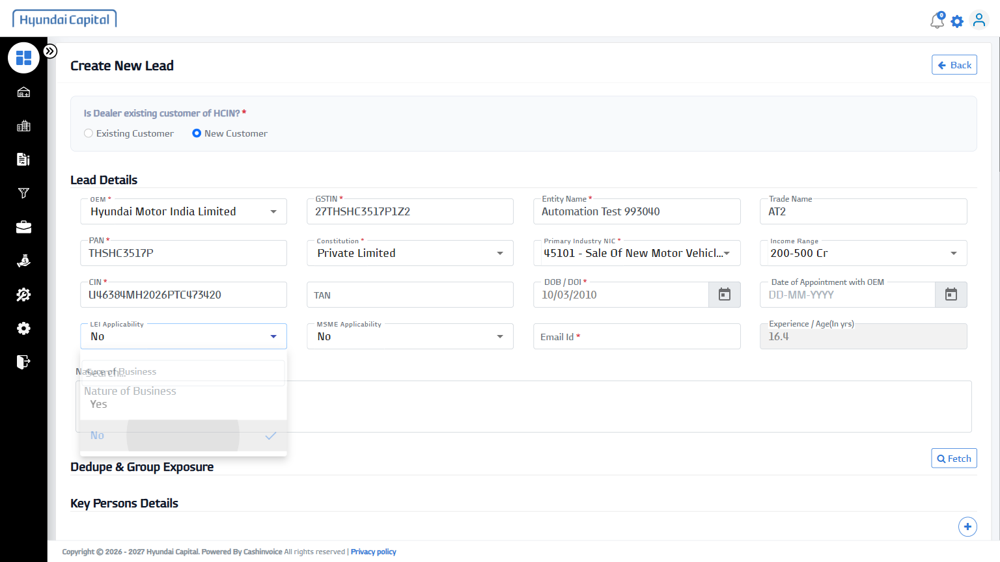 Hyundai Capital
0
Create New Lead
Back
Is Dealer existing customer of HCIN? *
Existing Customer
New Customer
Lead Details
OEM *
Hyundai Motor India Limited
GSTIN *
27THSHC3517P1Z2
Entity Name *
Automation Test 993040
Trade Name
AT2
PAN *
THSHC3517P
Constitution *
Private Limited
Primary Industry NIC *
45101 - Sale Of New Motor Vehicl...
Income Range
200-500 Cr
CIN *
U46384MH2026PTC473420
TAN
DOB / DOI *
10/03/2010
Date of Appointment with OEM
DD-MM-YYYY
LEI Applicability
No
MSME Applicability
No
Email Id *
Experience / Age(In yrs)
16.4
Nature of Business
Search...
Nature of Business
Yes
No
Dedupe & Group Exposure
Fetch
Key Persons Details
Copyright © 2026 - 2027 Hyundai Capital. Powered By Cashinvoice All rights reserved | Privacy policy